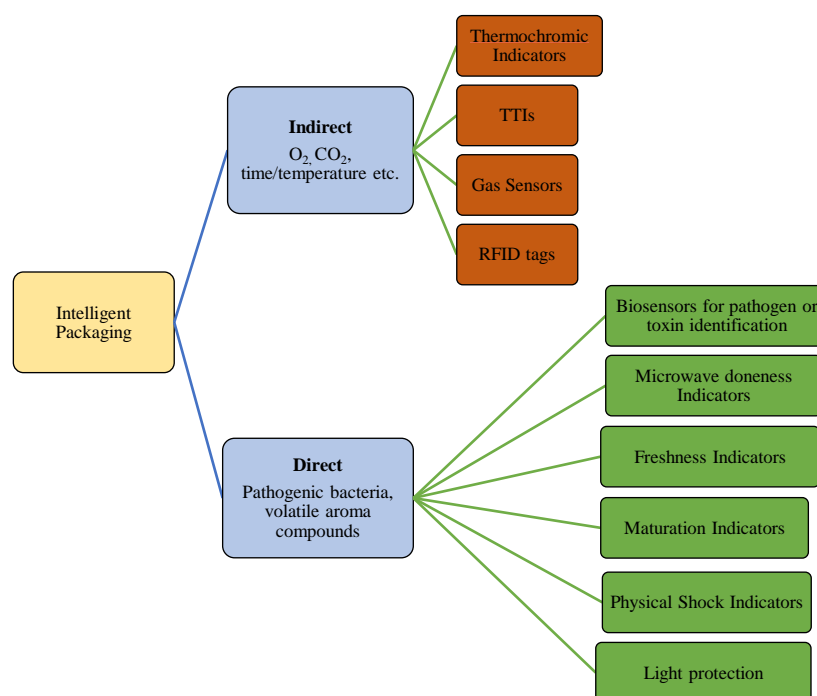 Thermochromic
Indicators
Indirect
O₂, CO₂,
time/temperature etc.
TTIs
Gas Sensors
RFID tags
Intelligent
Packaging
Biosensors for pathogen or
toxin identification
Microwave doneness
Indicators
Direct
Pathogenic bacteria,
volatile aroma
compounds
Freshness Indicators
Maturation Indicators
Physical Shock Indicators
Light protection